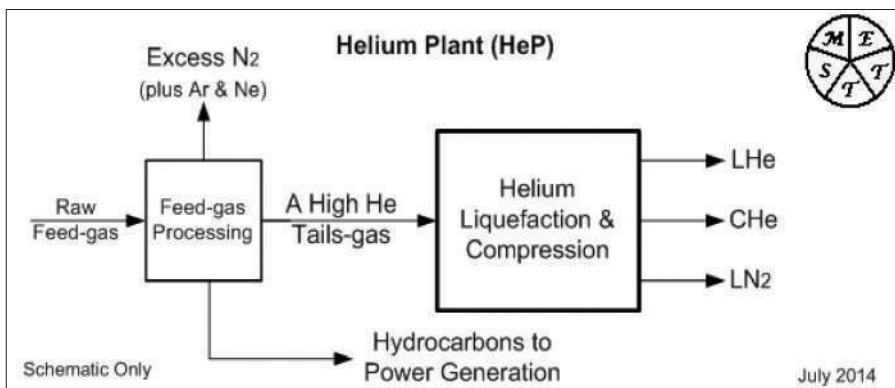 Helium Plant (HeP)
M E
S T
T
Excess N2
(plus Ar & Ne)
Raw
Feed-gas
Feed-gas
Processing
A High He
Tails-gas
Helium
Liquefaction &
Compression
LHe
CHe
LN2
Hydrocarbons to
Power Generation
Schematic Only
July 2014